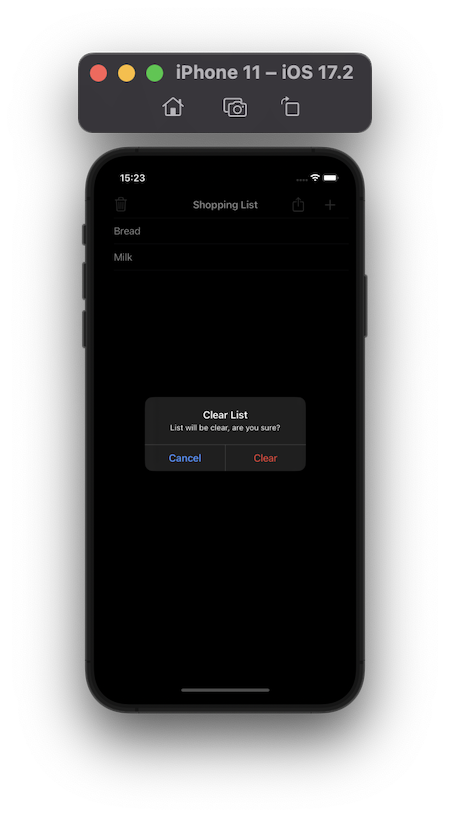 iPhone 11 – iOS 17.2
15:23
Shopping List
Bread
Milk
Clear List
List will be clear, are you sure?
Cancel Clear